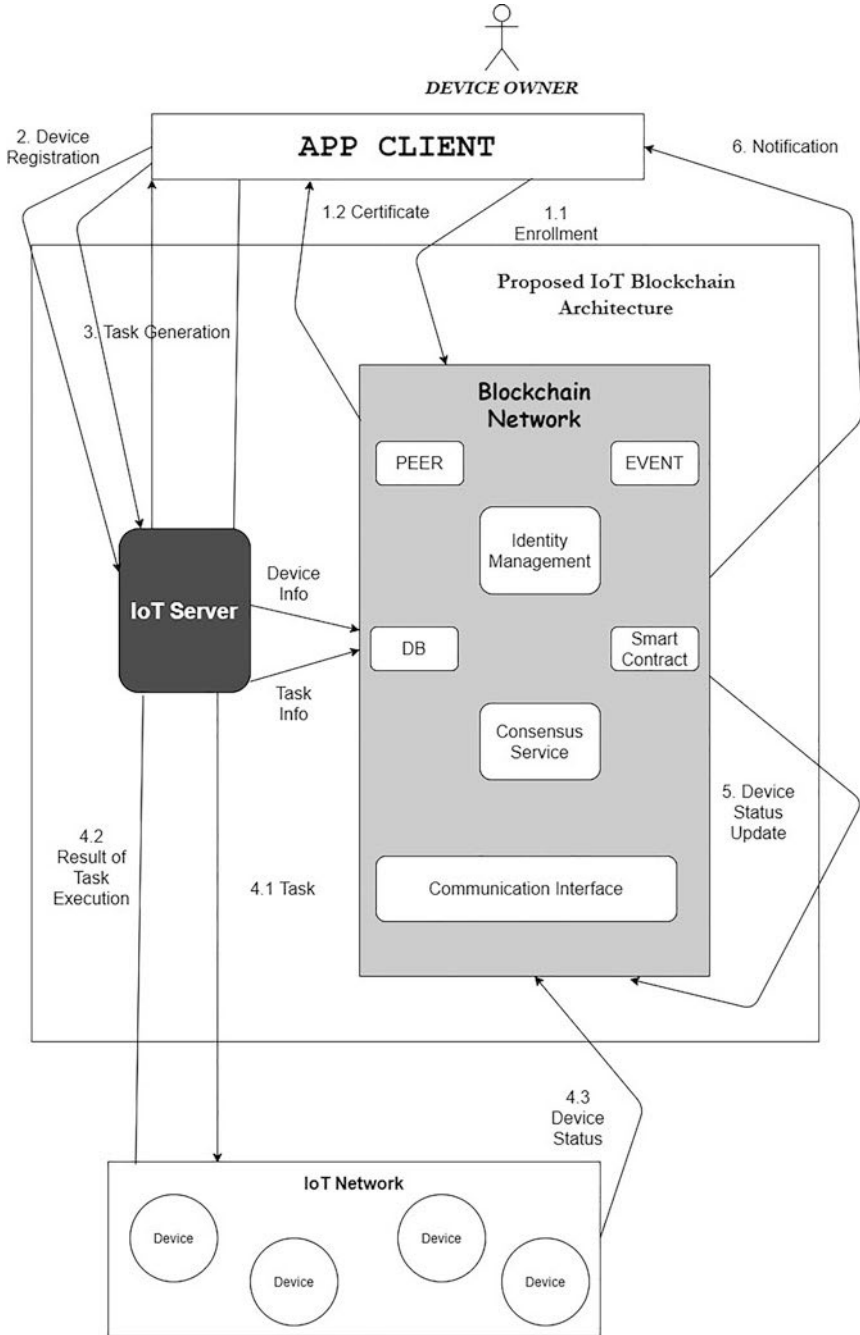 DEVICE OWNER
APP CLIENT
2. Device
Registration
6. Notification
1.2 Certificate
1.1
Enrollment
Proposed IoT Blockchain
Architecture
3. Task Generation
Blockchain
Network
PEER
EVENT
Identity
Management
IoT Server
Device
Info
DB
Smart
Contract
Task
Info
Consensus
Service
5. Device
Status
Update
4.2
Result of
Task
Execution
4.1 Task
Communication Interface
4.3
Device
Status
IoT Network
Device
Device
Device
Device